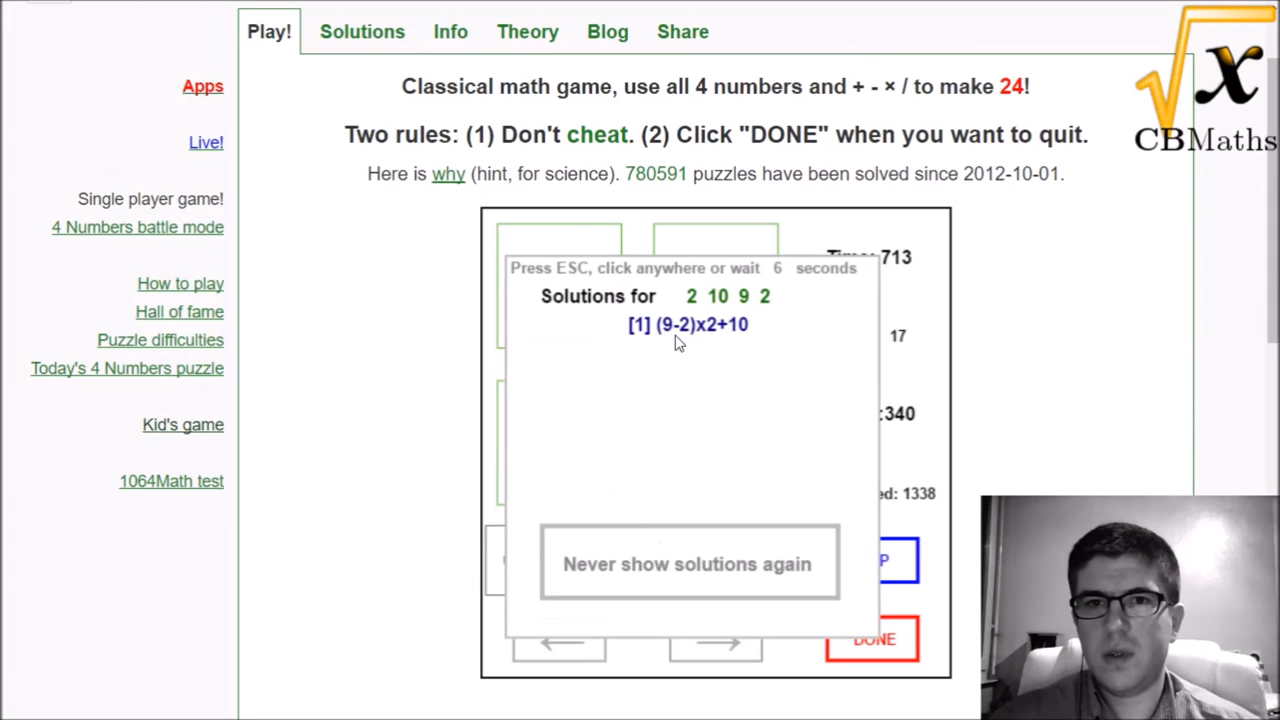 Play!
Solutions
Info
Theory
Blog
Share
Apps
Live!
Single player game!
4 Numbers battle mode
How to play
Hall of fame
Puzzle difficulties
Today's 4 Numbers puzzle
Kid's game
1064Math test
Classical math game, use all 4 numbers and + - × / to make 24!
Two rules: (1) Don't cheat. (2) Click "DONE" when you want to quit.
Here is why (hint, for science). 780591 puzzles have been solved since 2012-10-01.
Press ESC, click anywhere or wait 6 seconds
Solutions for 2 10 9 2
[1] (9-2)x2+10
Never show solutions again
713
17
:340
ed: 1338
P
DONE
√x
CBMaths